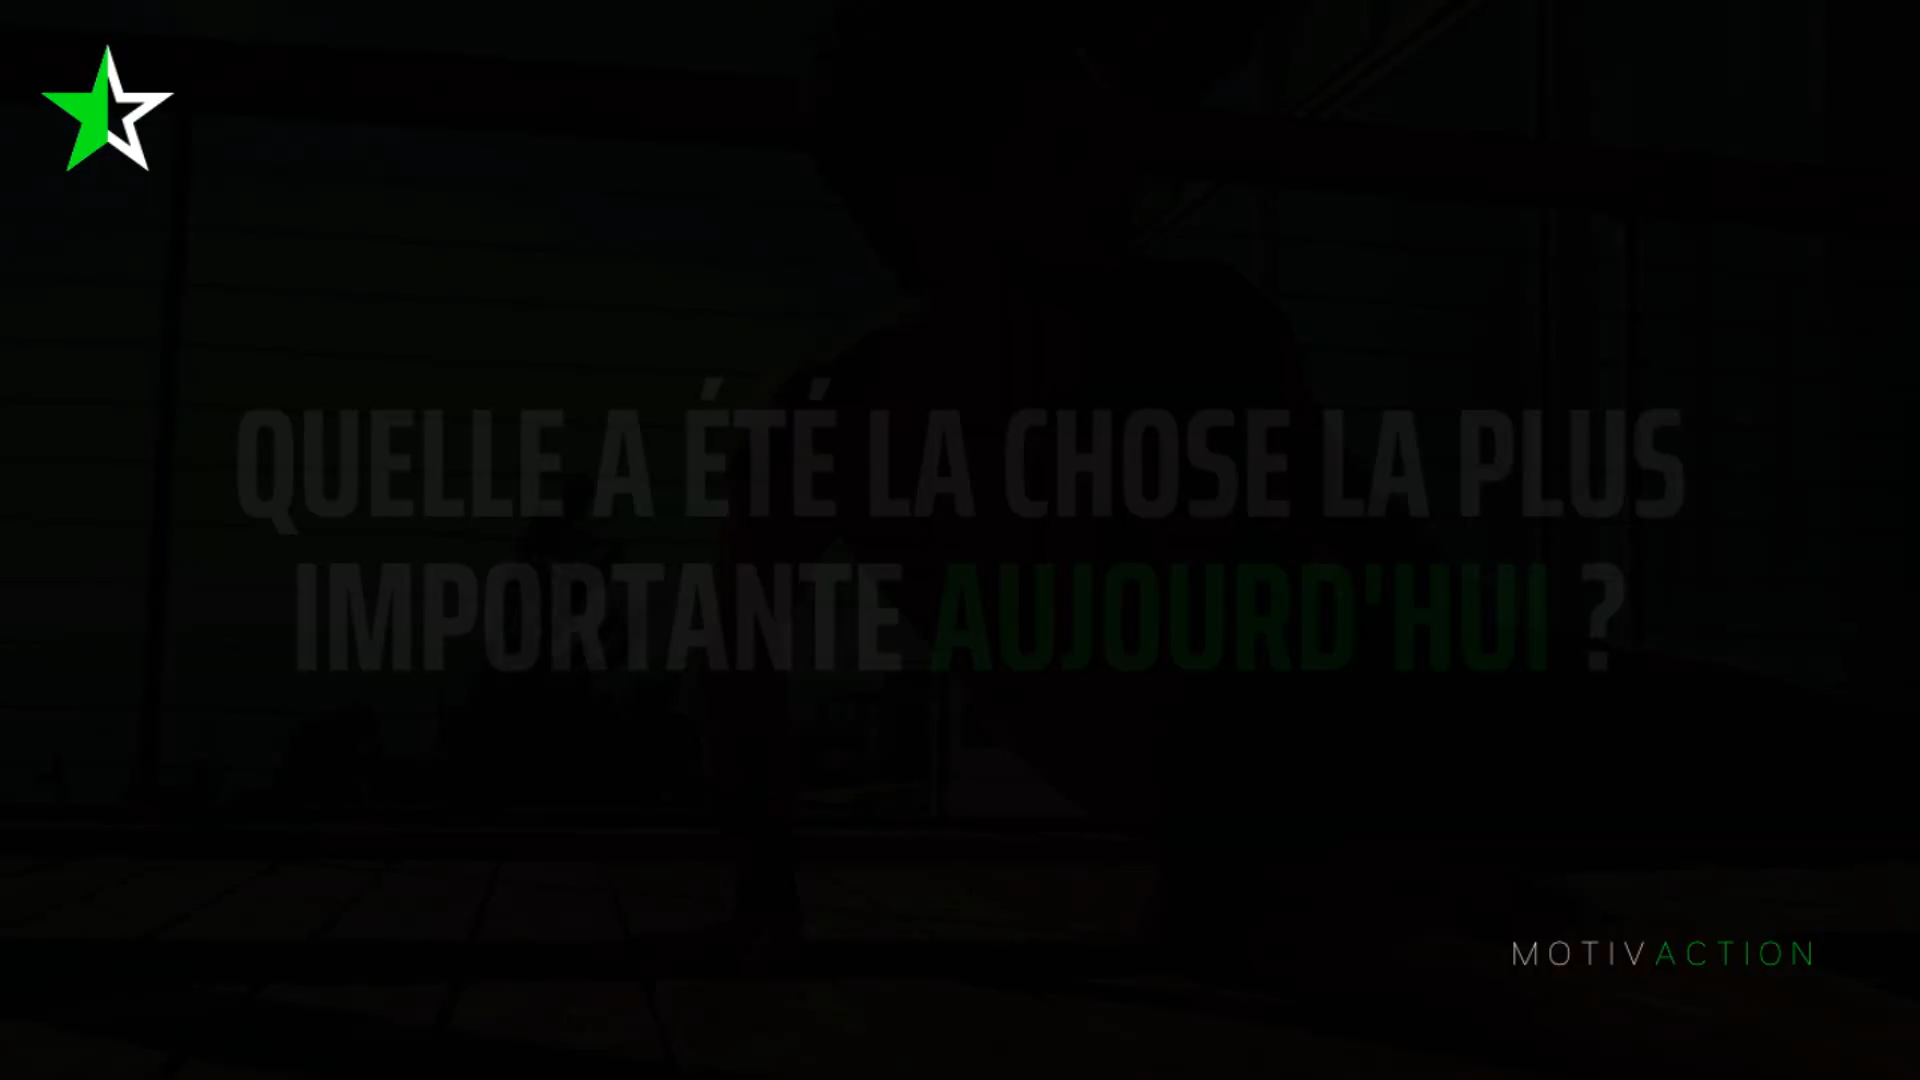 QUELLE A ÉTÉ LA CHOSE LA PLUS
IMPORTANTE AUJOURD'HUI ?
MOTIVACTION